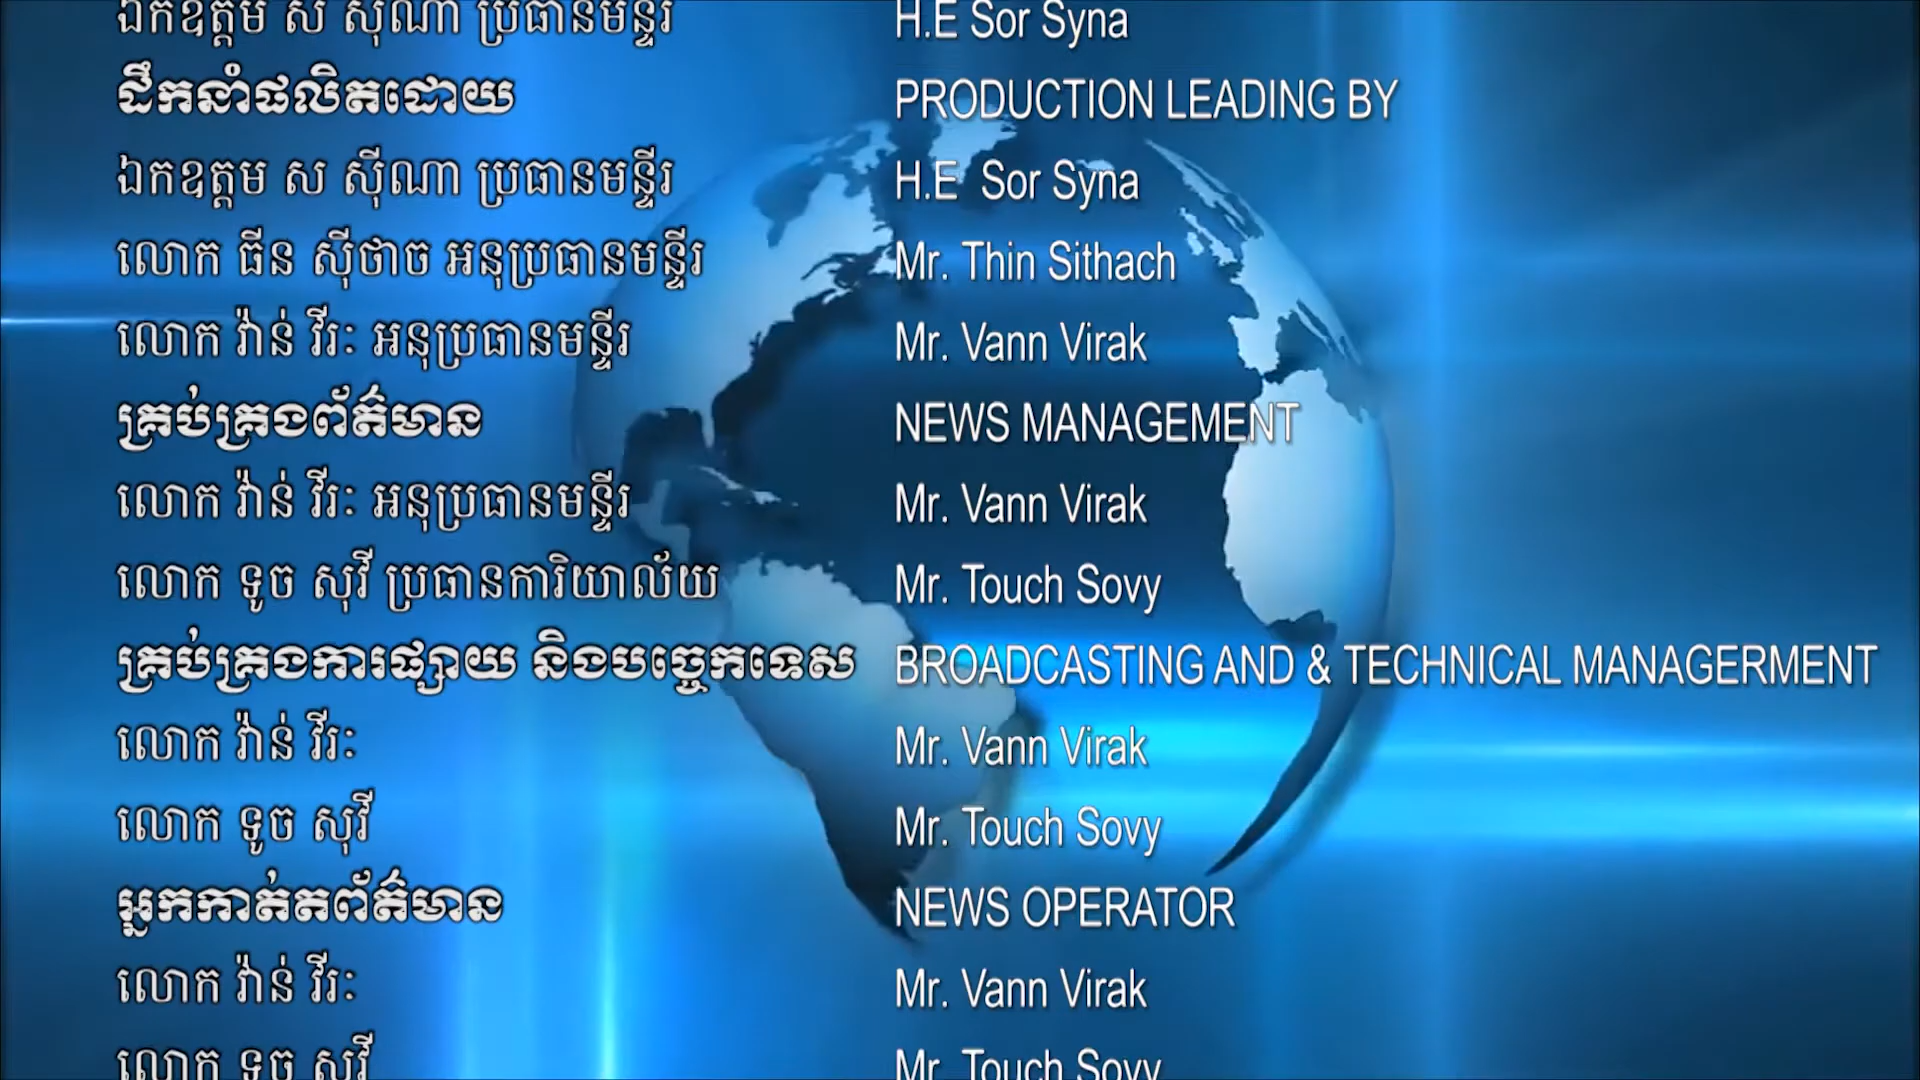 ឯកឧត្តម ស ស៊ីណា ប្រធានមន្ទីរ H.E Sor Syna
ដឹកនាំផលិតដោយ PRODUCTION LEADING BY
ឯកឧត្តម ស ស៊ីណា ប្រធានមន្ទីរ H.E Sor Syna
លោក ធីន ស៊ីថាច អនុប្រធានមន្ទីរ Mr. Thin Sithach
លោក វ៉ាន់ វីរៈ អនុប្រធានមន្ទីរ Mr. Vann Virak
គ្រប់គ្រងព័ត៌មាន NEWS MANAGEMENT
លោក វ៉ាន់ វីរៈ អនុប្រធានមន្ទីរ Mr. Vann Virak
លោក ទូច សុវី ប្រធានការិយាល័យ Mr. Touch Sovy
គ្រប់គ្រងការផ្សាយ និងបច្ចេកទេស BROADCASTING AND & TECHNICAL MANAGERMENT
លោក វ៉ាន់ វីរៈ Mr. Vann Virak
លោក ទូច សុវី Mr. Touch Sovy
អ្នកកាត់តព័ត៌មាន NEWS OPERATOR
លោក វ៉ាន់ វីរៈ Mr. Vann Virak
លោក ទូច សុវី Mr. Touch Sovy